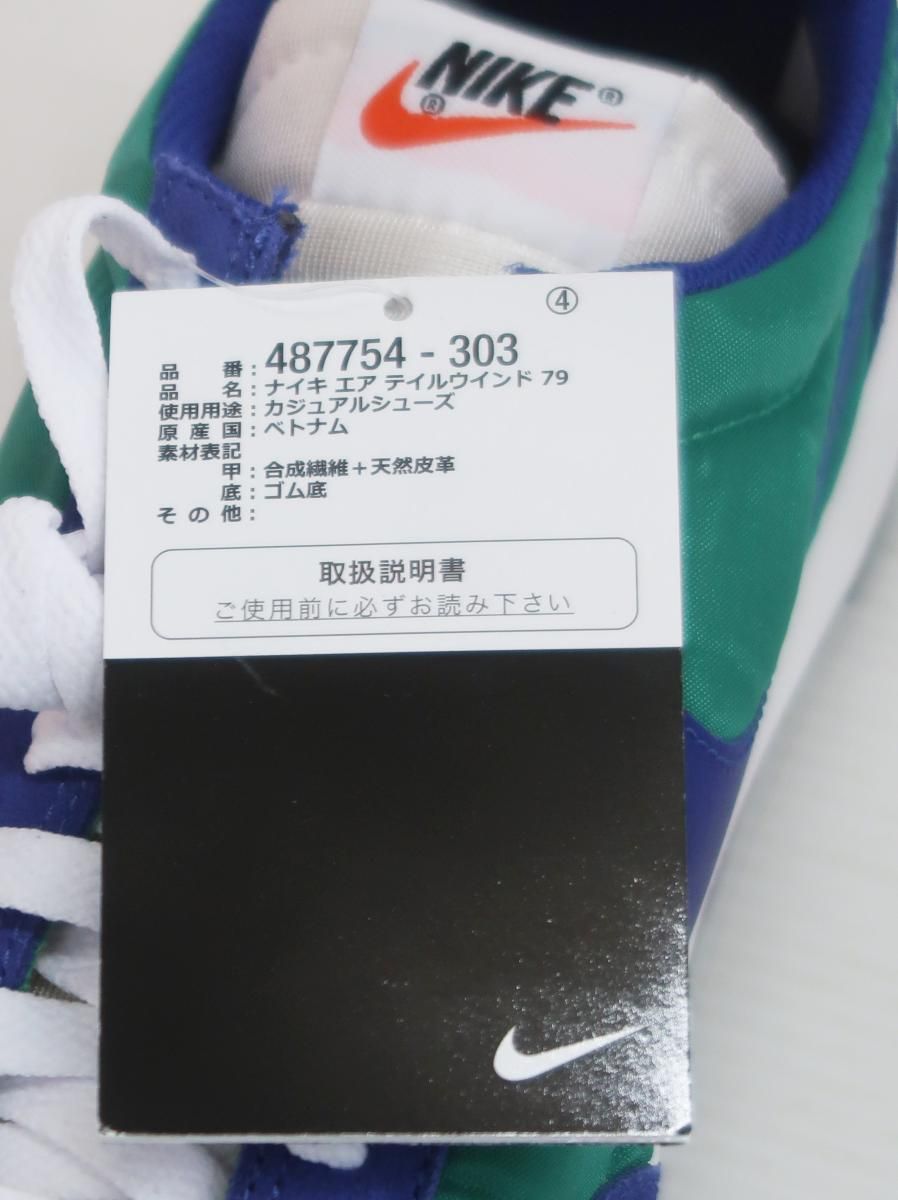 NIKE®
®
④
品番：487754 - 303
品名：ナイキ エア テイルウインド 79
使用用途：カジュアルシューズ
原産国：ベトナム
素材表記
甲：合成繊維＋天然皮革
底：ゴム底
その他：
取扱説明書
ご使用前に必ずお読み下さい